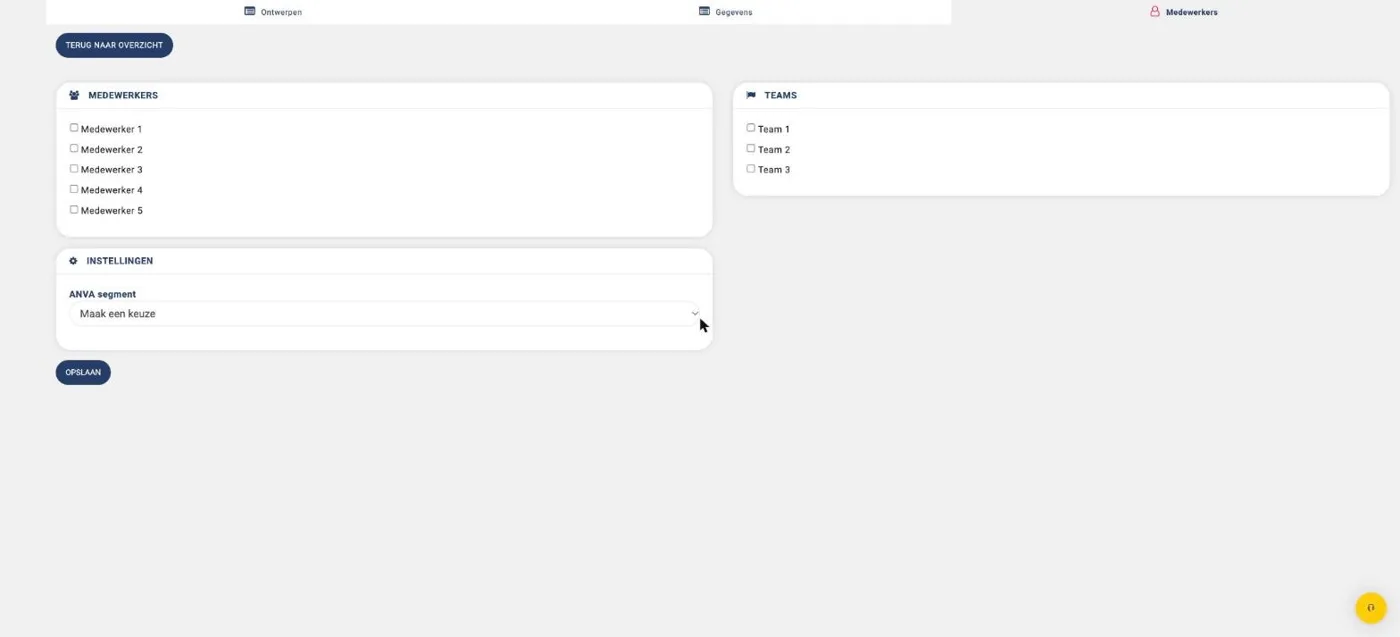 Ontwerpen
Gegevens
Medewerkers
TERUG NAAR OVERZICHT
MEDEWERKERS
Medewerker 1
Medewerker 2
Medewerker 3
Medewerker 4
Medewerker 5
TEAMS
Team 1
Team 2
Team 3
INSTELLINGEN
ANVA segment
Maak een keuze
OPSLAAN